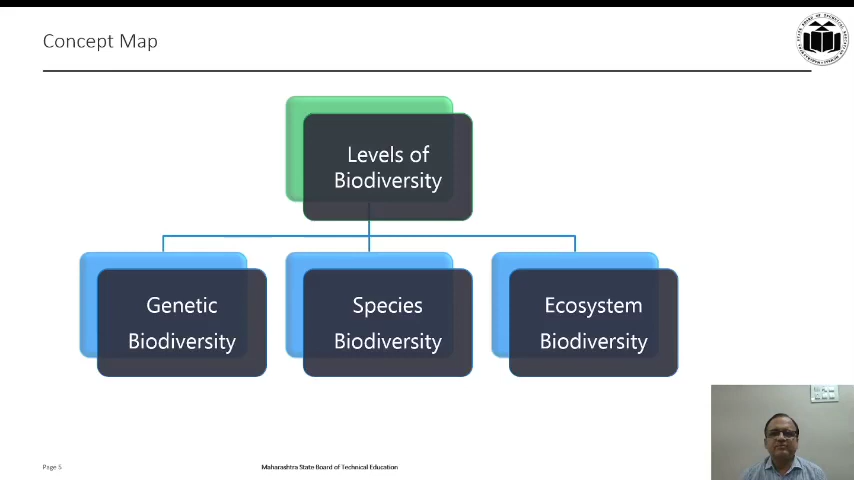 Concept Map
Levels of
Biodiversity
Genetic
Biodiversity
Species
Biodiversity
Ecosystem
Biodiversity
Page 5
Maharashtra State Board of Technical Education